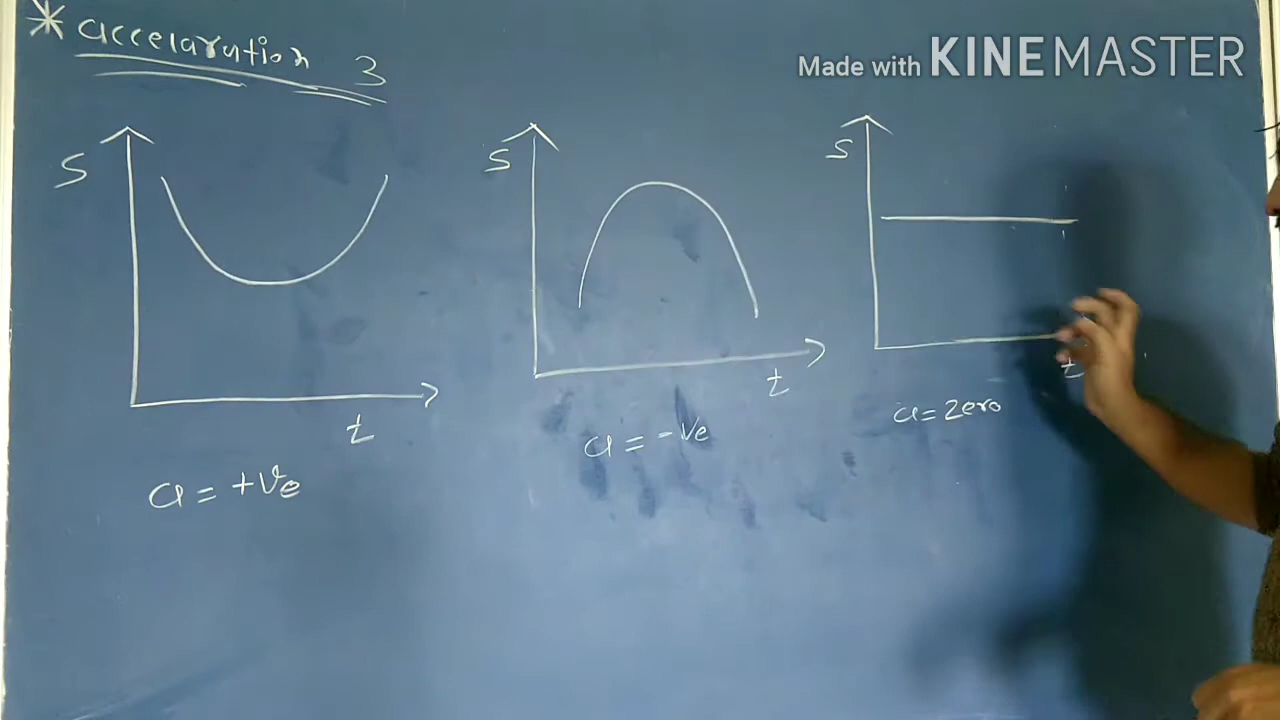 * accelaration 3
Made with KINEMASTER
S
t
a = +ve
S
t
a = -ve
S
t
a = zero